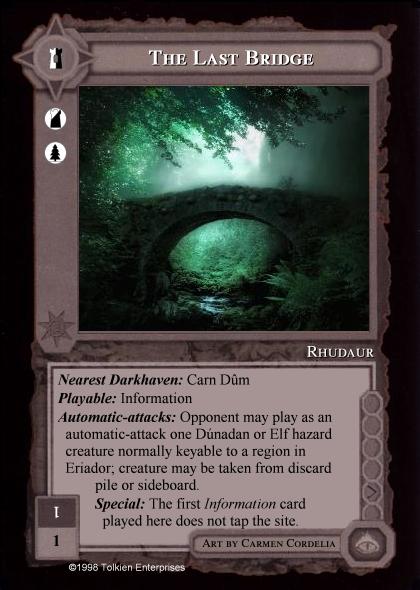 THE LAST BRIDGE
RHUDAUR
Nearest Darkhaven: Carn Dûm
Playable: Information
Automatic-attacks: Opponent may play as an
automatic-attack one Dúnadan or Elf hazard
creature normally keyable to a region in
Eriador; creature may be taken from discard
pile or sideboard.
Special: The first Information card
played here does not tap the site.
1
1
ART BY CARMEN CORDELIA
©1998 Tolkien Enterprises